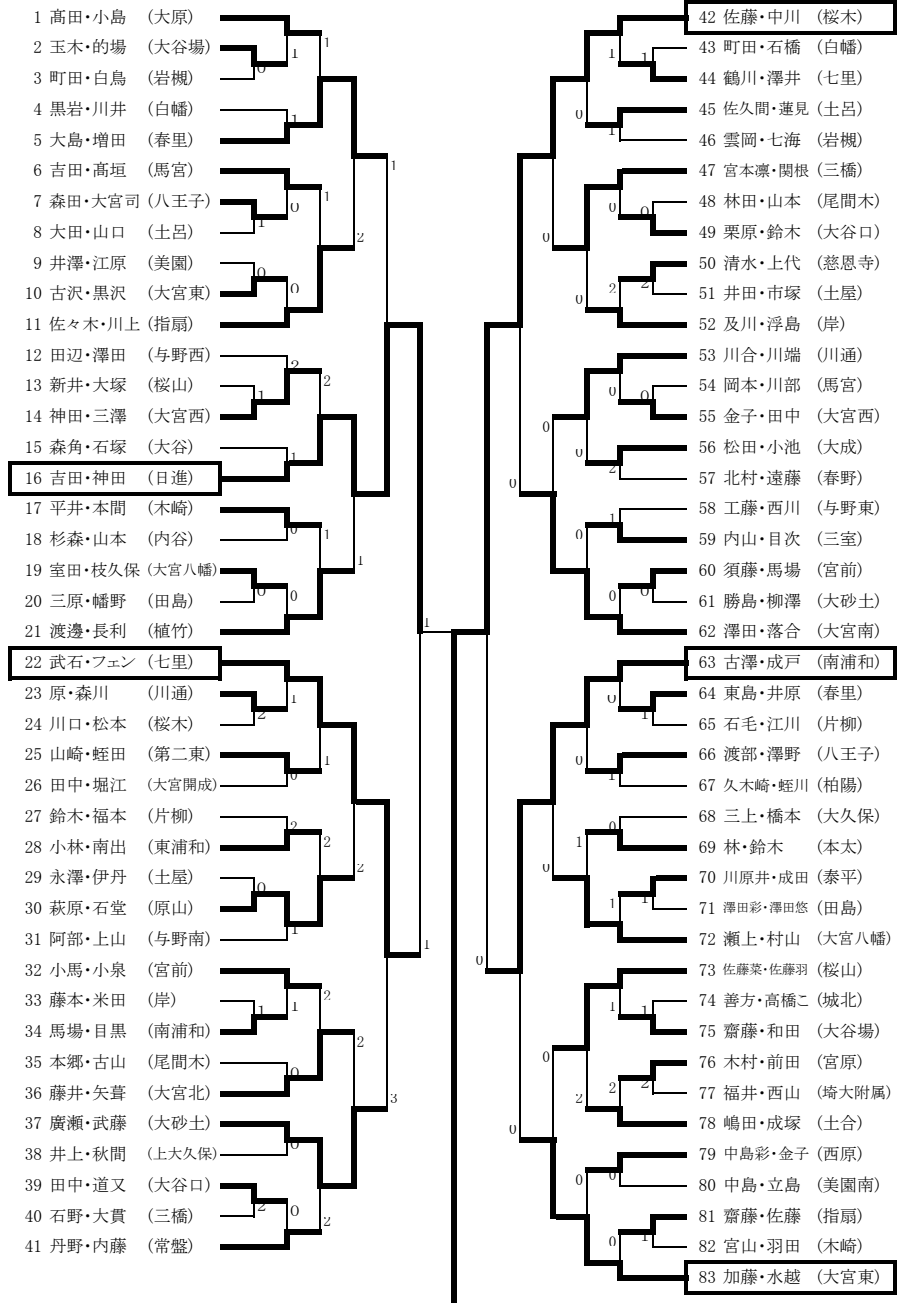 1 髙田・小島 (大原)
2 玉木・的場 (大谷場)
3 町田・白鳥 (岩槻)
4 黒岩・川井 (白幡)
5 大島・増田 (春里)
6 吉田・髙垣 (馬宮)
7 森田・大宮司 (八王子)
8 大田・山口 (土呂)
9 井澤・江原 (美園)
10 古沢・黒沢 (大宮東)
11 佐々木・川上 (指扇)
12 田辺・澤田 (与野西)
13 新井・大塚 (桜山)
14 神田・三澤 (大宮西)
15 森角・石塚 (大谷)
16 吉田・神田 (日進)
17 平井・本間 (木崎)
18 杉森・山本 (内谷)
19 室田・枝久保 (大宮八幡)
20 三原・幡野 (田島)
21 渡邊・長利 (植竹)
22 武石・フェン (七里)
23 原・森川 (川通)
24 川口・松本 (桜木)
25 山崎・蛭田 (第二東)
26 田中・堀江 (大宮開成)
27 鈴木・福本 (片柳)
28 小林・南出 (東浦和)
29 永澤・伊丹 (土屋)
30 萩原・石堂 (原山)
31 阿部・上山 (与野南)
32 小馬・小泉 (宮前)
33 藤本・米田 (岸)
34 馬場・目黒 (南浦和)
35 本郷・古山 (尾間木)
36 藤井・矢葺 (大宮北)
37 廣瀬・武藤 (大砂土)
38 井上・秋間 (上大久保)
39 田中・道又 (大谷口)
40 石野・大貫 (三橋)
41 丹野・内藤 (常盤)
42 佐藤・中川 (桜木)
43 町田・石橋 (白幡)
44 鶴川・澤井 (七里)
45 佐久間・蓮見 (土呂)
46 雲岡・七海 (岩槻)
47 宮本凛・関根 (三橋)
48 林田・山本 (尾間木)
49 栗原・鈴木 (大谷口)
50 清水・上代 (慈恩寺)
51 井田・市塚 (土屋)
52 及川・浮島 (岸)
53 川合・川端 (川通)
54 岡本・川部 (馬宮)
55 金子・田中 (大宮西)
56 松田・小池 (大成)
57 北村・遠藤 (春野)
58 工藤・西川 (与野東)
59 内山・目次 (三室)
60 須藤・馬場 (宮前)
61 勝島・柳澤 (大砂土)
62 澤田・落合 (大宮南)
63 古澤・成戸 (南浦和)
64 東島・井原 (春里)
65 石毛・江川 (片柳)
66 渡部・澤野 (八王子)
67 久木崎・蛭川 (柏陽)
68 三上・橋本 (大久保)
69 林・鈴木 (本太)
70 川原井・成田 (泰平)
71 澤田彩・澤田悠 (田島)
72 瀬上・村山 (大宮八幡)
73 佐藤菜・佐藤羽 (桜山)
74 善方・高橋こ (城北)
75 齋藤・和田 (大谷場)
76 木村・前田 (宮原)
77 福井・西山 (埼大附属)
78 嶋田・成塚 (土合)
79 中島彩・金子 (西原)
80 中島・立島 (美園南)
81 齋藤・佐藤 (指扇)
82 宮山・羽田 (木崎)
83 加藤・水越 (大宮東)